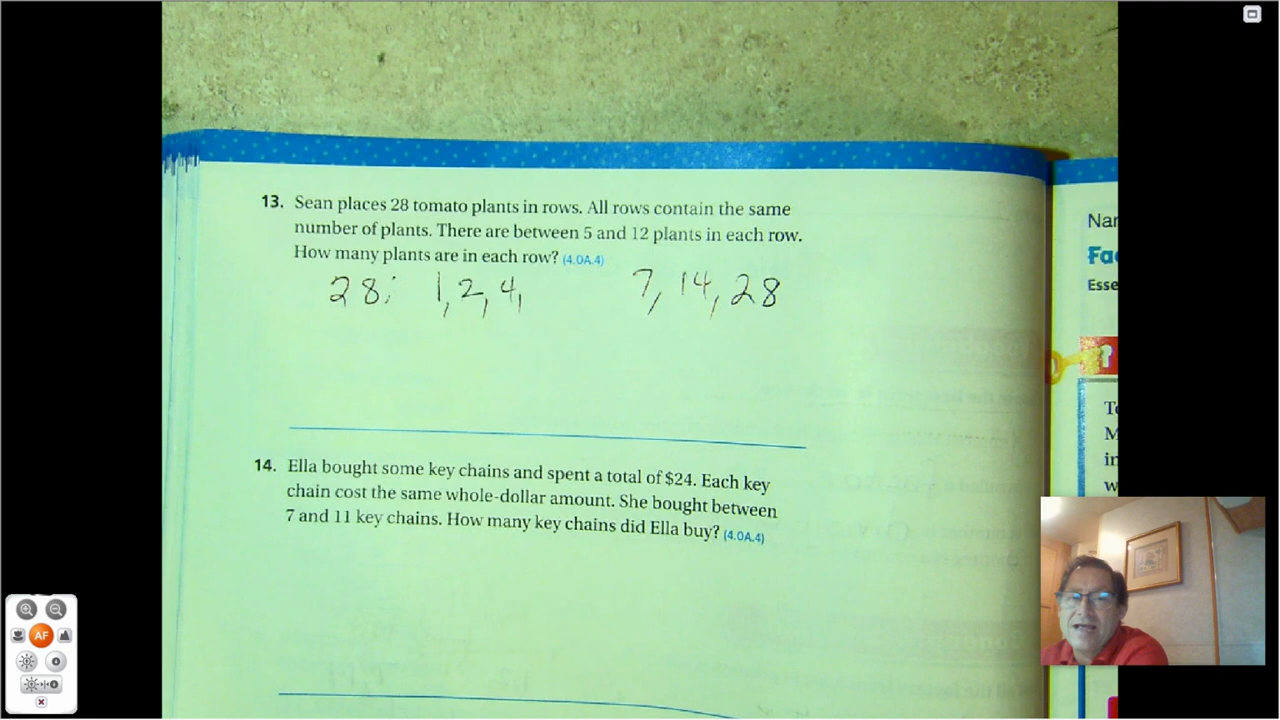 13. Sean places 28 tomato plants in rows. All rows contain the same
number of plants. There are between 5 and 12 plants in each row.
How many plants are in each row? (4.OA.4)
28: 1, 2, 4, 7, 14, 28
14. Ella bought some key chains and spent a total of $24. Each key
chain cost the same whole-dollar amount. She bought between
7 and 11 key chains. How many key chains did Ella buy? (4.OA.4)
Nar
Fac
Esse
To
M
in
w
AF